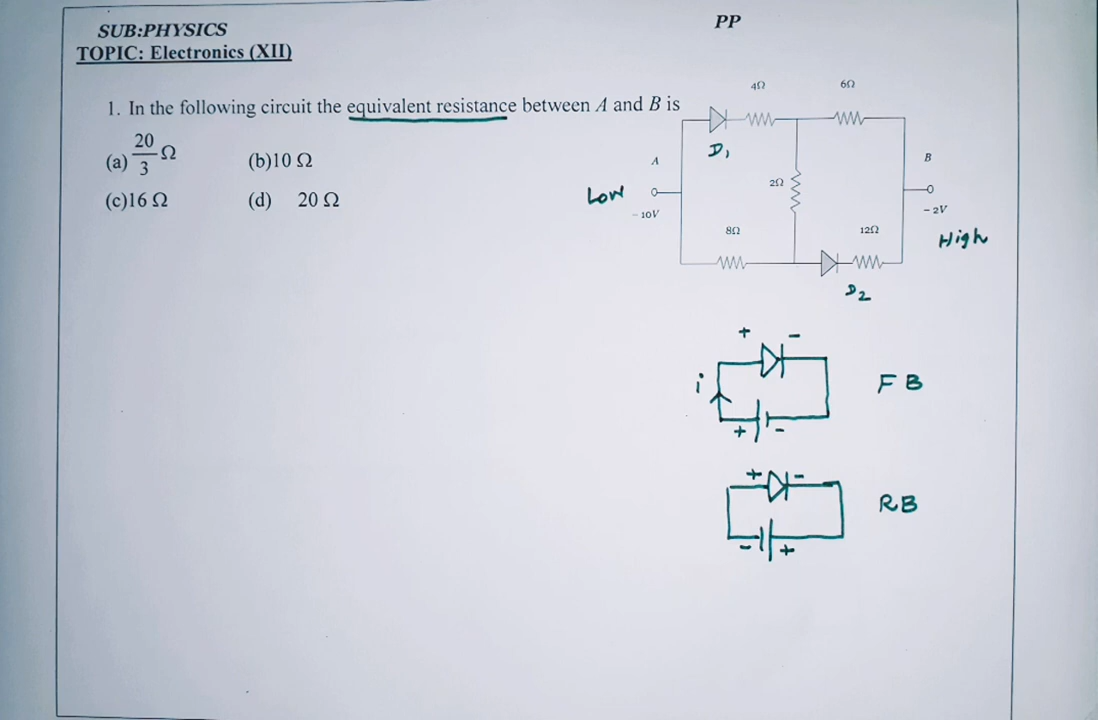 PP
SUB:PHYSICS
TOPIC: Electronics (XII)
4Ω 6Ω
1. In the following circuit the equivalent resistance between A and B is
(a) 20/3 Ω (b)10 Ω
D1
A B
2Ω
Low
(c)16 Ω (d) 20 Ω
- 10V - 2V
8Ω 12Ω
High
D2
+ -
i FB
+ -
+ -
RB
- +